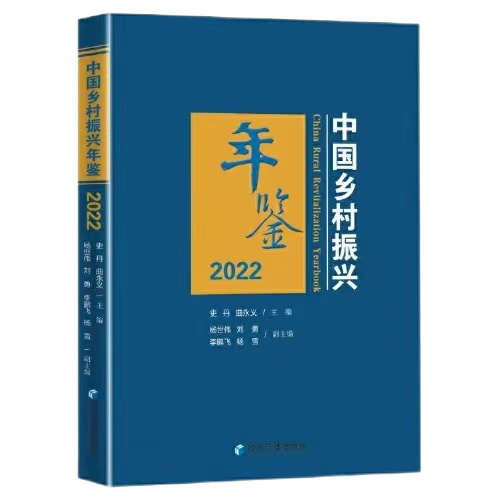 中国乡村振兴年鉴
2022
史 丹 曲永义 / 主 编
杨世伟 刘 勇
李鹏飞 杨 雪 / 副主编
中国乡村振兴
China Rural Revitalization Yearbook
年鉴
2022
史 丹 曲永义 / 主 编
杨世伟 刘 勇
李鹏飞 杨 雪 / 副主编